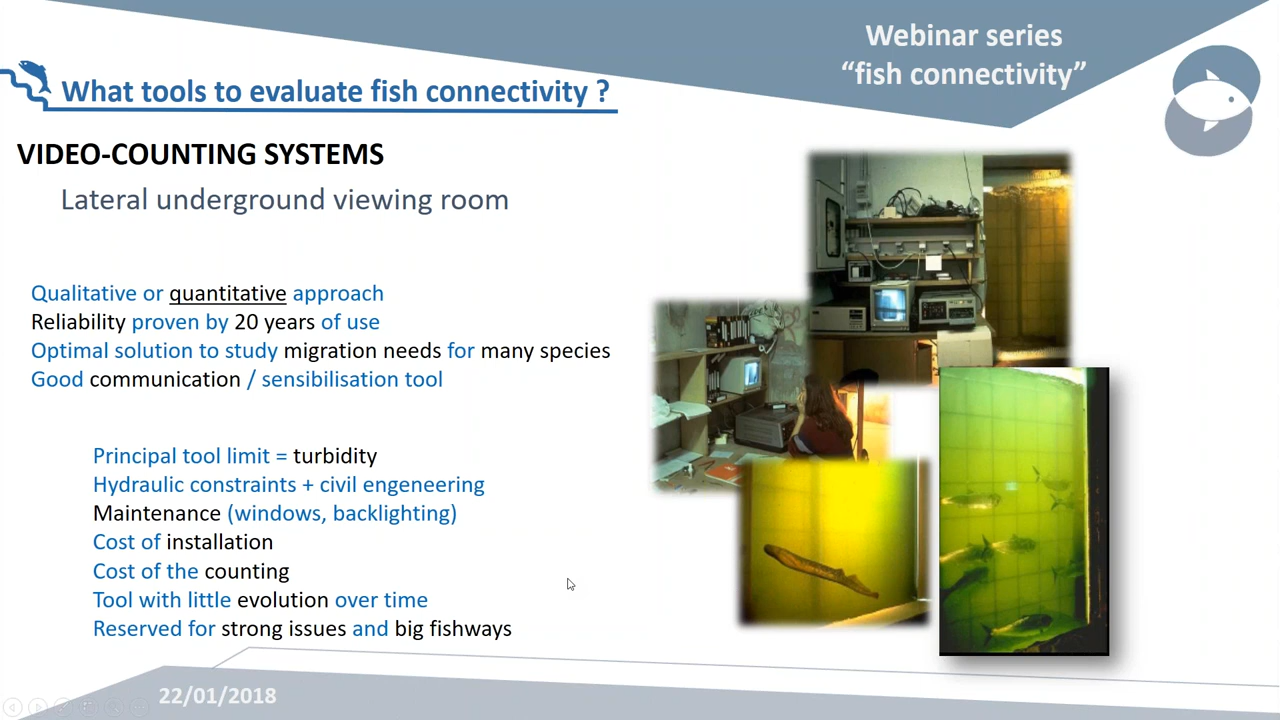 Webinar series
“fish connectivity”
What tools to evaluate fish connectivity ?
VIDEO-COUNTING SYSTEMS
Lateral underground viewing room
Qualitative or quantitative approach
Reliability proven by 20 years of use
Optimal solution to study migration needs for many species
Good communication / sensibilisation tool
Principal tool limit = turbidity
Hydraulic constraints + civil engeneering
Maintenance (windows, backlighting)
Cost of installation
Cost of the counting
Tool with little evolution over time
Reserved for strong issues and big fishways
22/01/2018